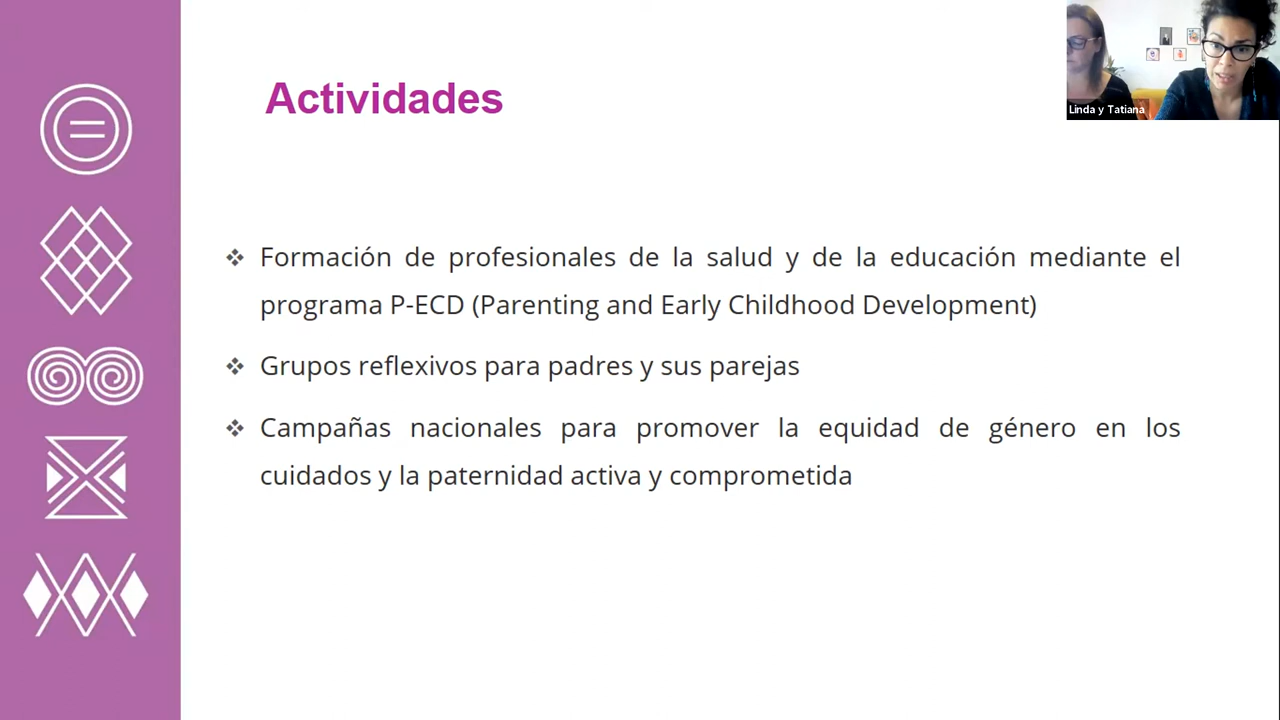 Actividades
Linda y Tatiana
Formación de profesionales de la salud y de la educación mediante el
programa P-ECD (Parenting and Early Childhood Development)
Grupos reflexivos para padres y sus parejas
Campañas nacionales para promover la equidad de género en los
cuidados y la paternidad activa y comprometida